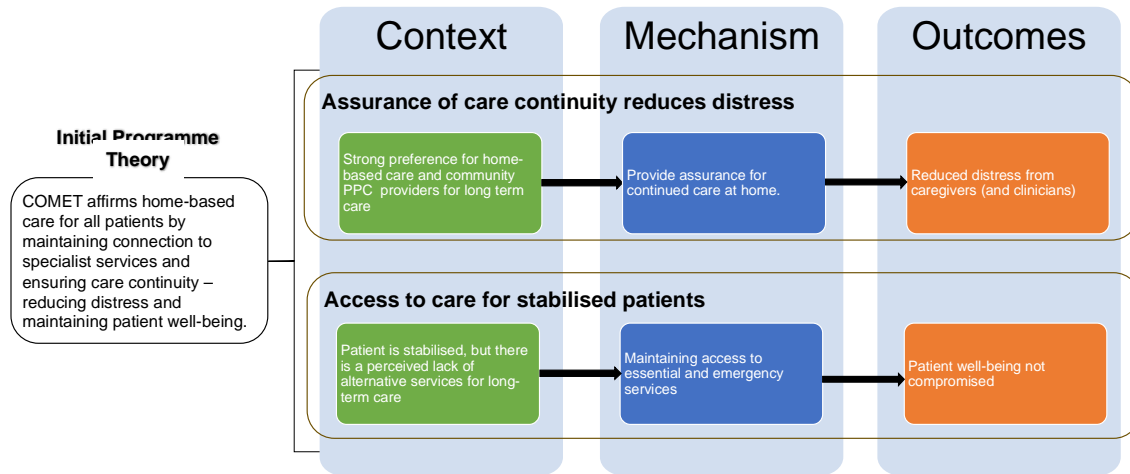 Context
Mechanism
Outcomes
Initial Programme
Theory
COMET affirms home-based
care for all patients by
maintaining connection to
specialist services and
ensuring care continuity –
reducing distress and
maintaining patient well-being.
Assurance of care continuity reduces distress
Strong preference for home-
based care and community
PPC providers for long term
care
Provide assurance for
continued care at home.
Reduced distress from
caregivers (and clinicians)
Access to care for stabilised patients
Patient is stabilised, but there
is a perceived lack of
alternative services for long-
term care
Maintaining access to
essential and emergency
services
Patient well-being not
compromised